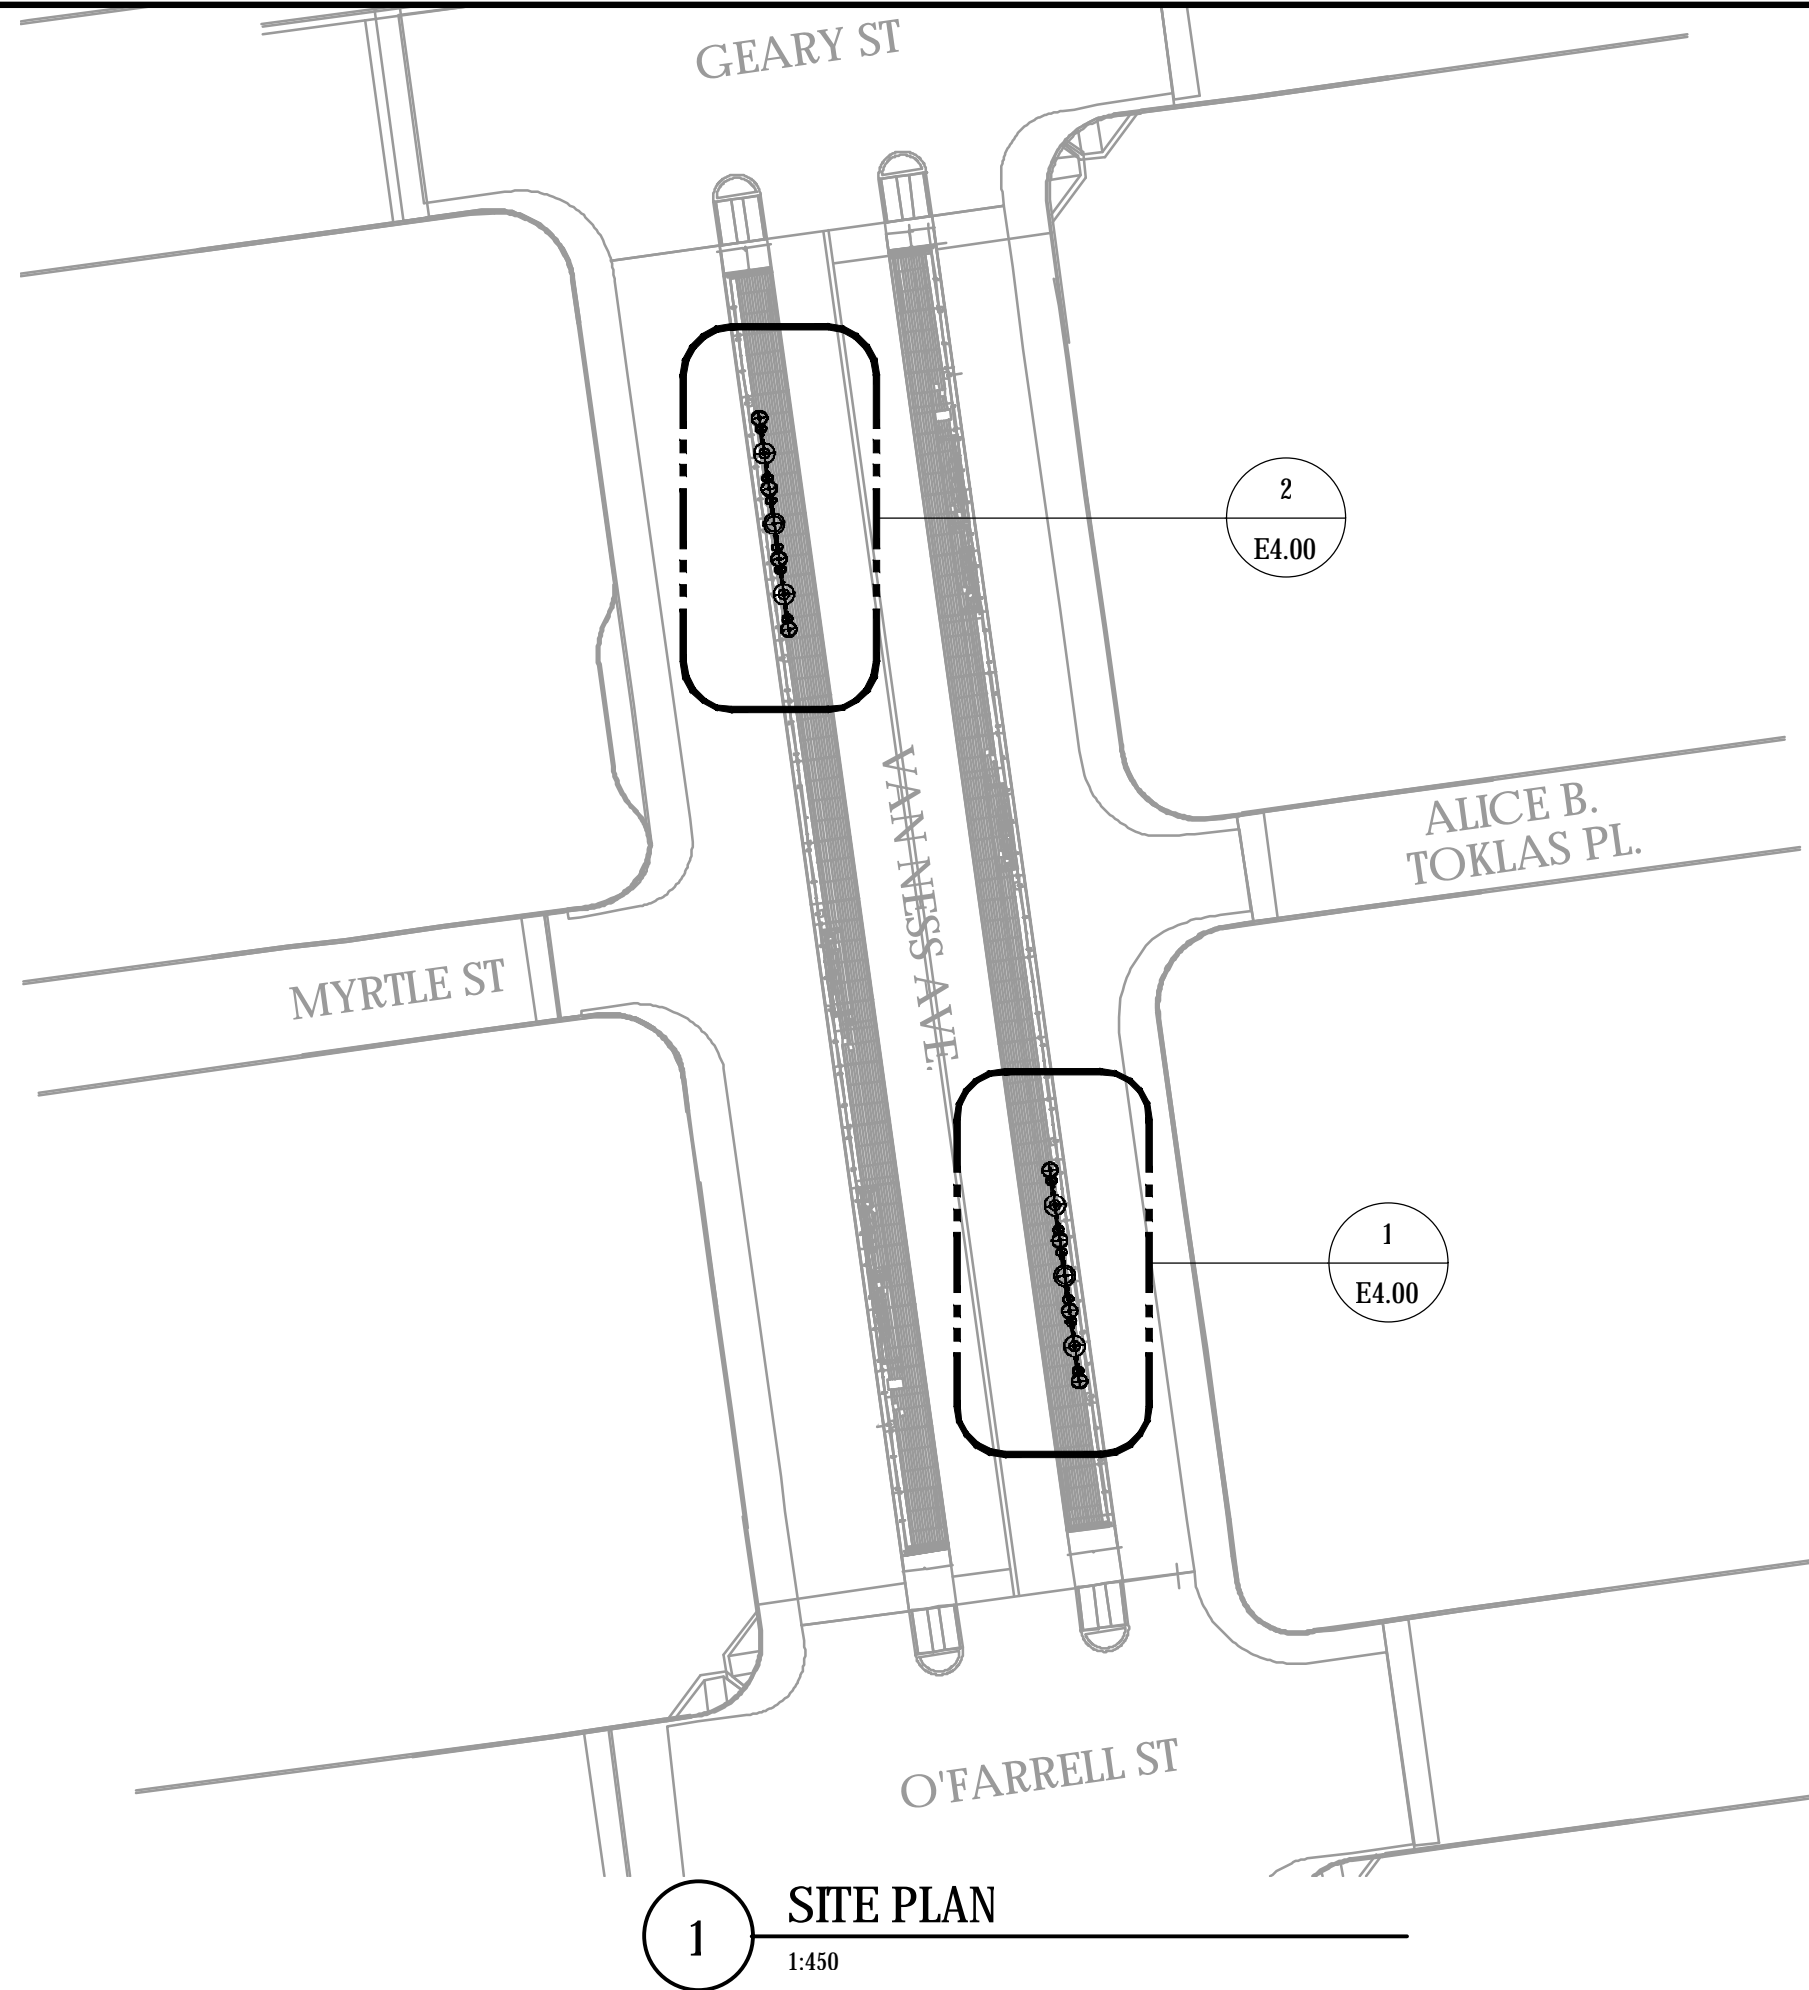 GEARY ST
2
E4.00
VAN NESS AVE.
ALICE B.
TOKLAS PL.
MYRTLE ST
1
E4.00
O'FARRELL ST
1
SITE PLAN
1:450